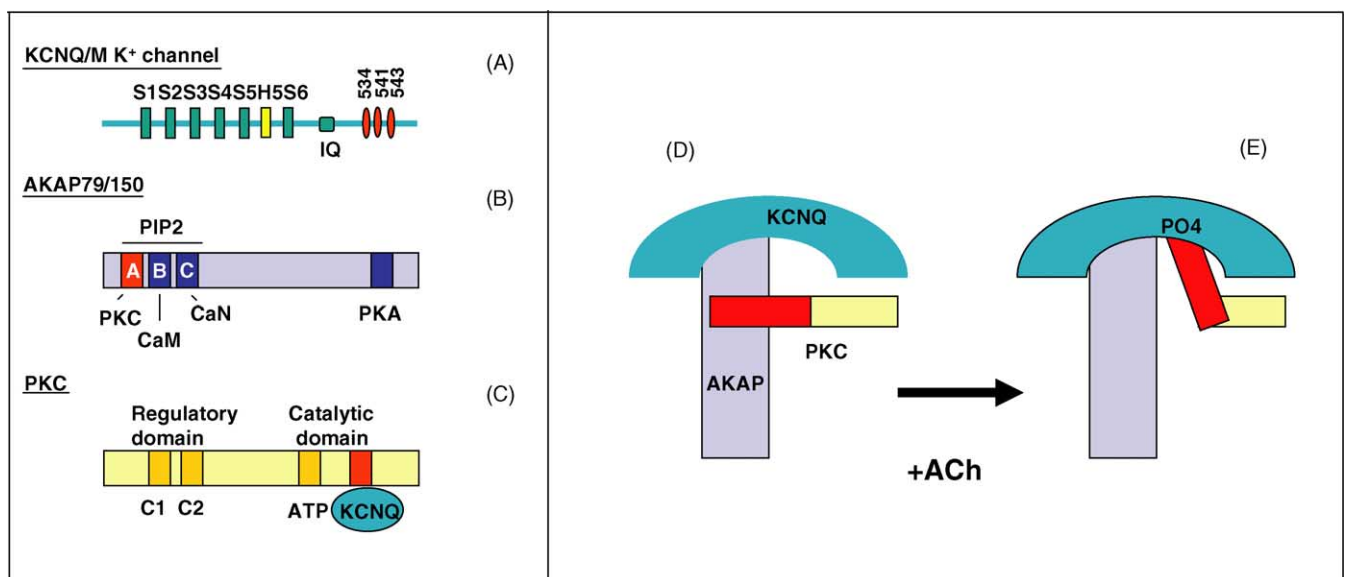 KCNQ/M K⁺ channel
(A)
S1S2S3S4S5H5S6
534
541
543
IQ
AKAP79/150
(B)
PIP2
A B C
PKC
CaM
CaN
PKA
PKC
(C)
Regulatory
domain
Catalytic
domain
C1 C2
ATP
KCNQ
(D)
KCNQ
PKC
AKAP
+ACh
(E)
PO4